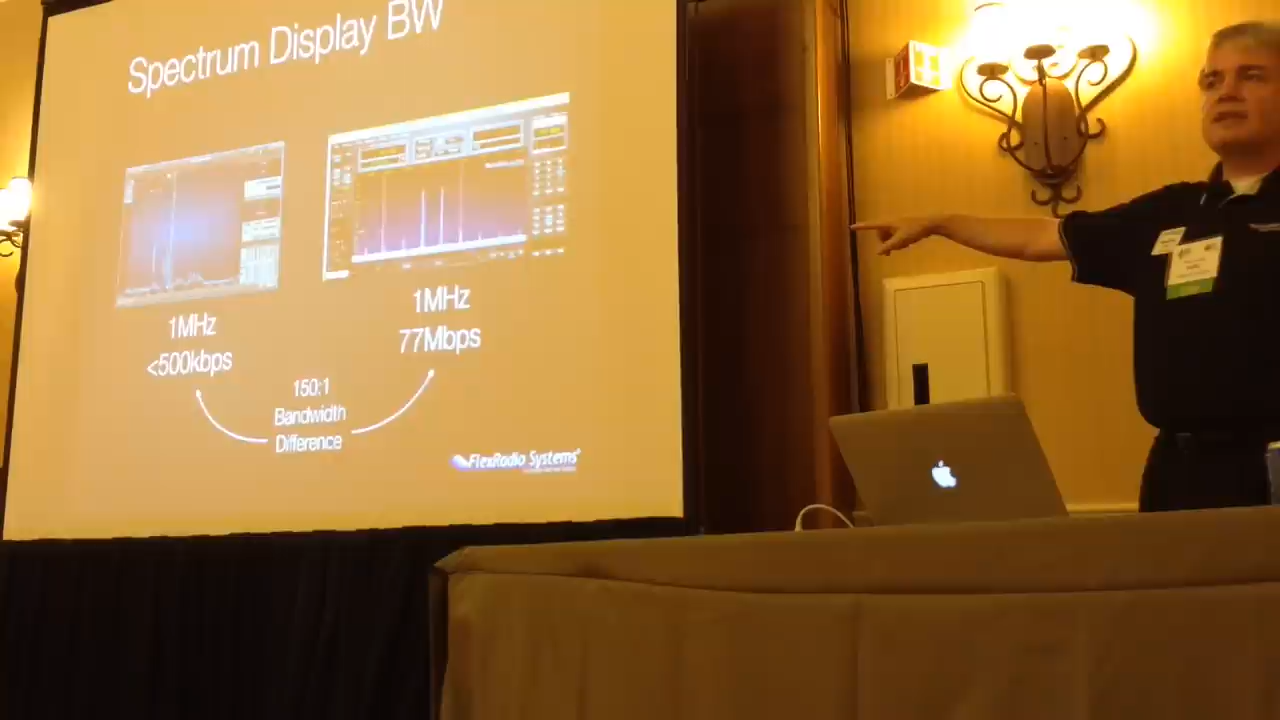 Spectrum Display BW
1MHz
<500kbps
1MHz
77Mbps
150:1
Bandwidth
Difference
FlexRadio Systems®